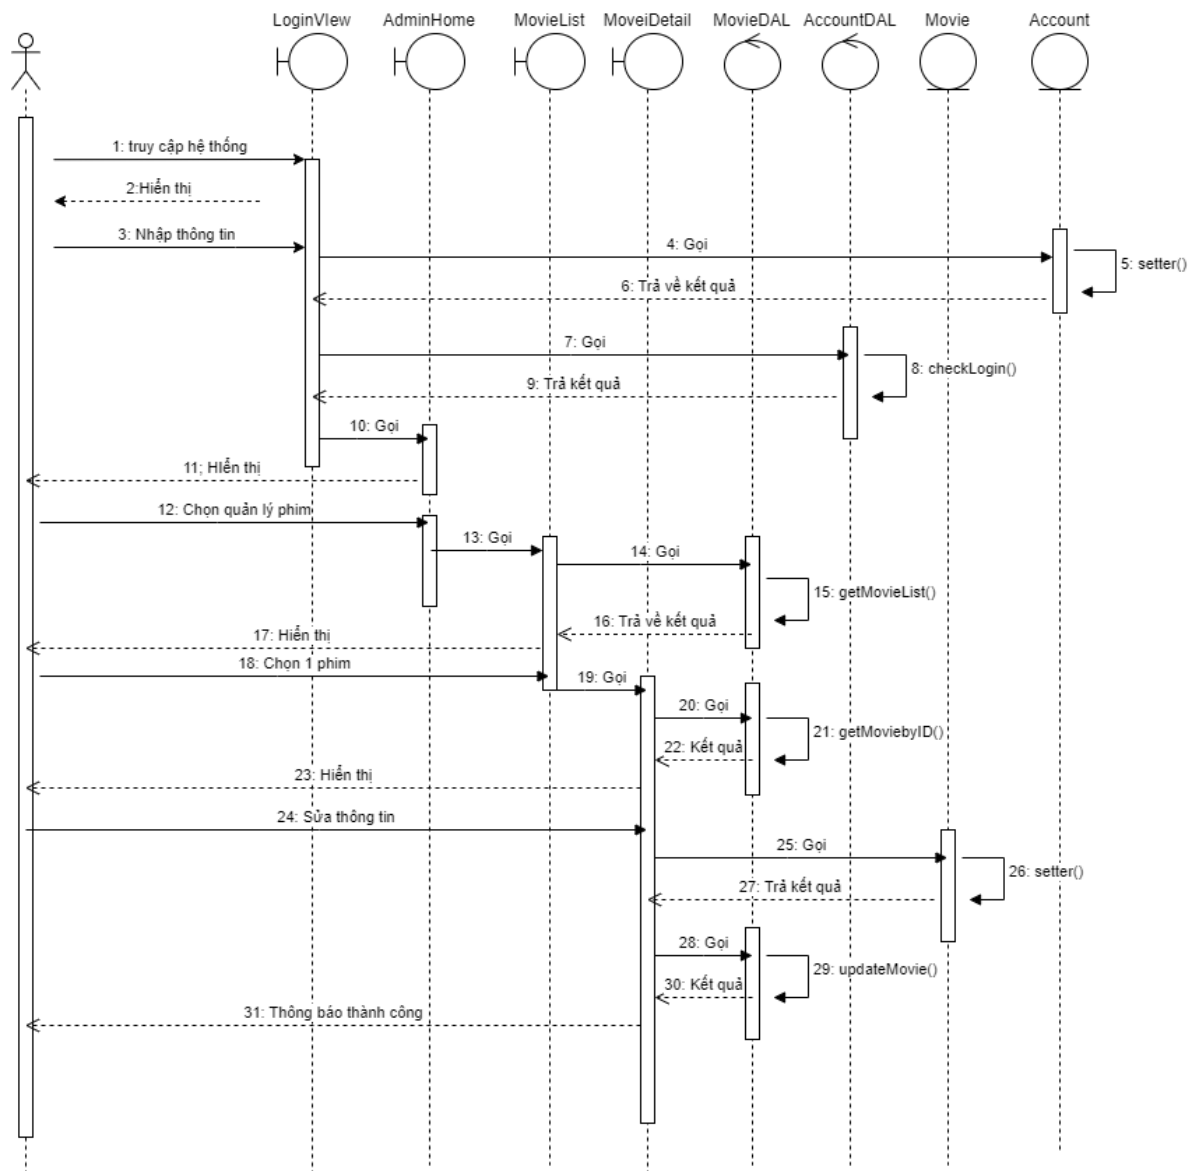 LoginVIew
AdminHome
MovieList
MoveiDetail
MovieDAL
AccountDAL
Movie
Account
1: truy cập hệ thống
2:Hiển thị
3: Nhập thông tin
4: Gọi
5: setter()
6: Trả về kết quả
7: Gọi
8: checkLogin()
9: Trả kết quả
10: Gọi
11; HIển thị
12: Chọn quản lý phim
13: Gọi
14: Gọi
15: getMovieList()
16: Trả về kết quả
17: Hiển thị
18: Chọn 1 phim
19: Gọi
20: Gọi
21: getMoviebyID()
22: Kết quả
23: Hiển thị
24: Sửa thông tin
25: Gọi
26: setter()
27: Trả kết quả
28: Gọi
29: updateMovie()
30: Kết quả
31: Thông báo thành công